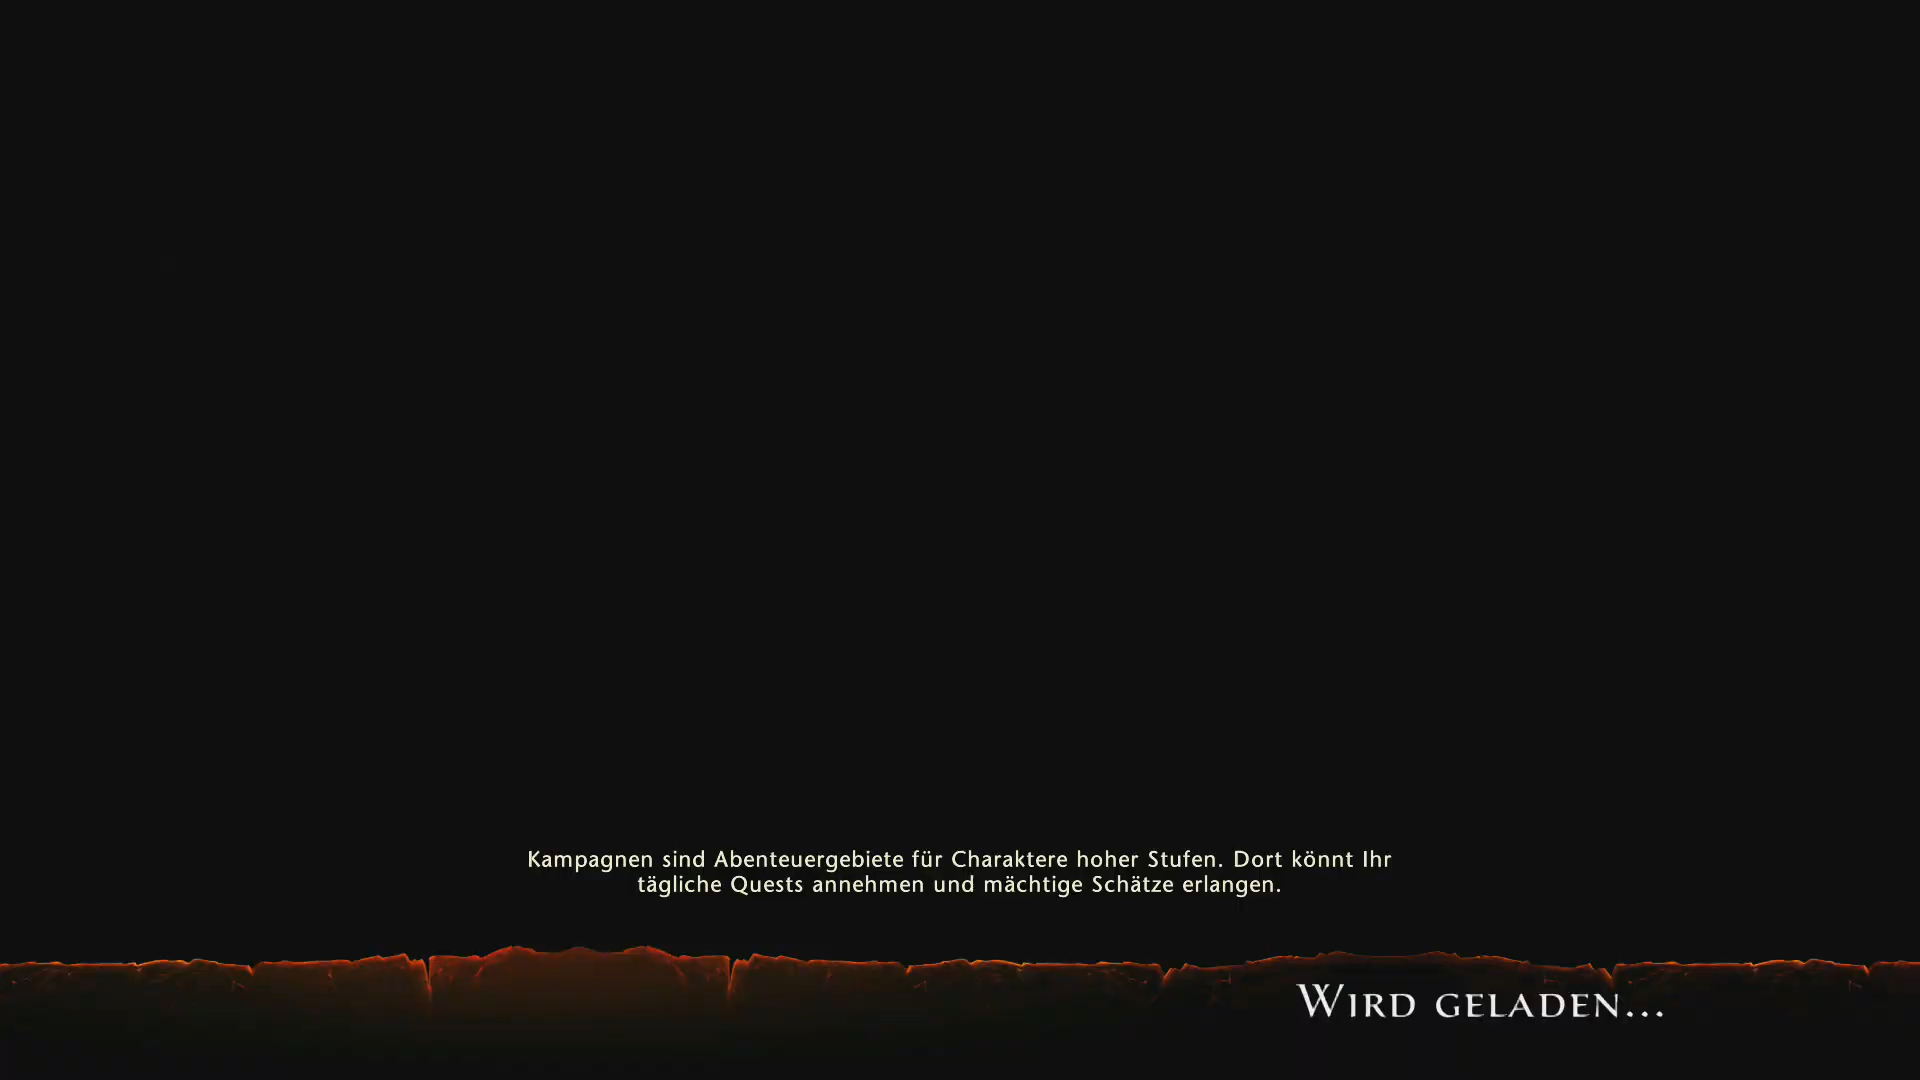 Kampagnen sind Abenteuergebiete für Charaktere hoher Stufen. Dort könnt Ihr
tägliche Quests annehmen und mächtige Schätze erlangen.
Wird geladen...